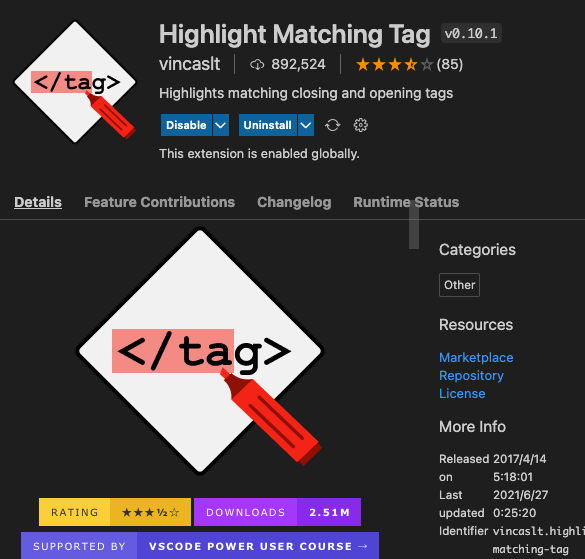 Highlight Matching Tag v0.10.1
vincaslt 892,524 ★★★⯪☆ (85)
</tag>
Highlights matching closing and opening tags
Disable Uninstall
This extension is enabled globally.
Details Feature Contributions Changelog Runtime Status
</tag>
Categories
Other
Resources
Marketplace
Repository
License
More Info
Released on 2017/4/14 5:18:01
Last updated 2021/6/27 0:25:20
Identifier vincaslt.highli
matching-tag
RATING ★★★½☆ DOWNLOADS 2.51M
SUPPORTED BY VSCODE POWER USER COURSE →